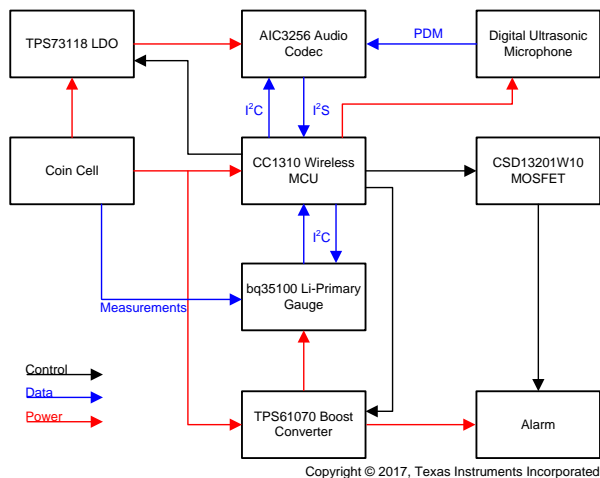 TPS73118 LDO
AIC3256 Audio
Codec
PDM
Digital Ultrasonic
Microphone
I²C
I²S
Coin Cell
CC1310 Wireless
MCU
CSD13201W10
MOSFET
I²C
bq35100 Li-Primary
Gauge
Measurements
Control
Data
Power
TPS61070 Boost
Converter
Alarm
Copyright © 2017, Texas Instruments Incorporated